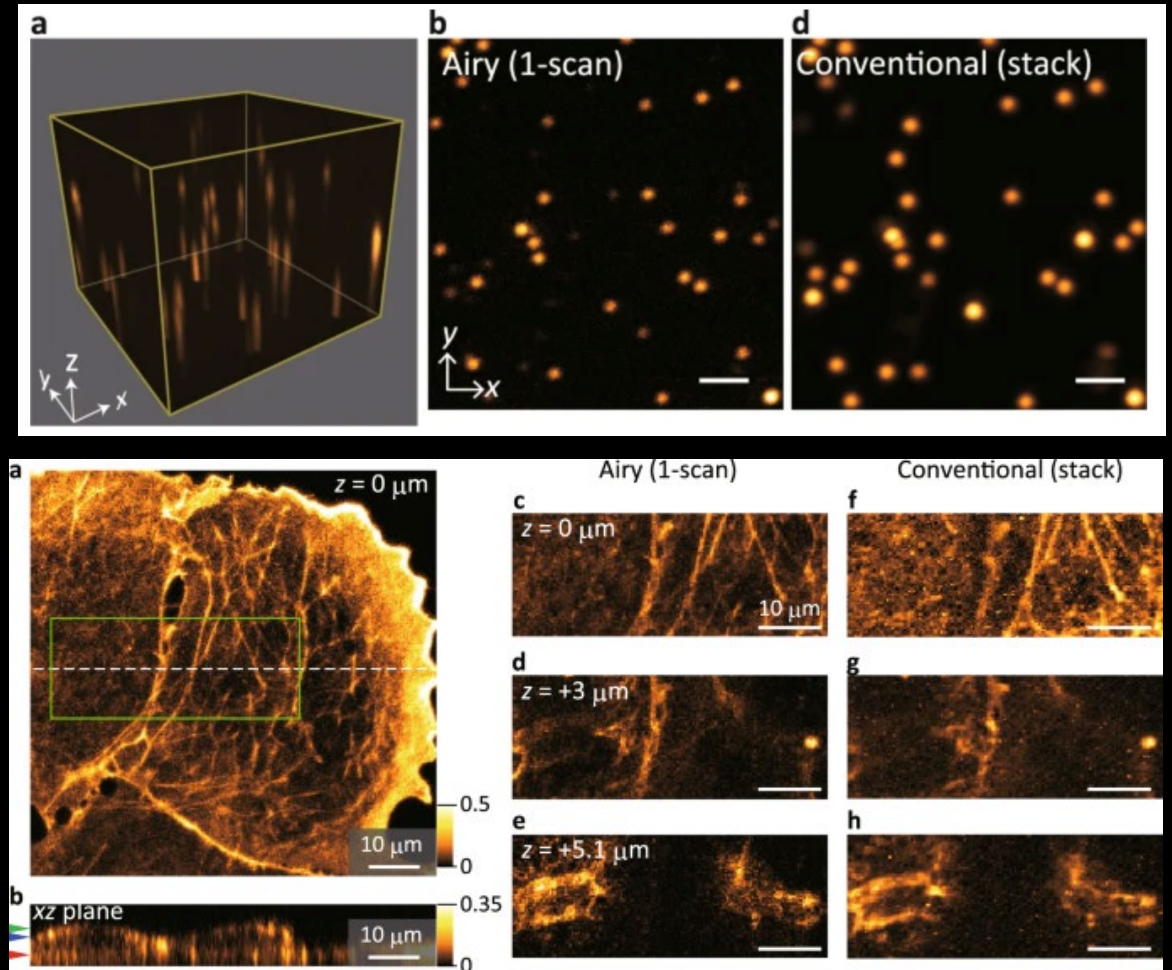 a
b
d
Airy (1-scan)
Conventional (stack)
z
y
x
y
x
a
z = 0 μm
0.5
0
10 μm
b
xz plane
0.35
0
10 μm
Airy (1-scan)
Conventional (stack)
c
f
z = 0 μm
10 μm
d
g
z = +3 μm
e
h
z = +5.1 μm